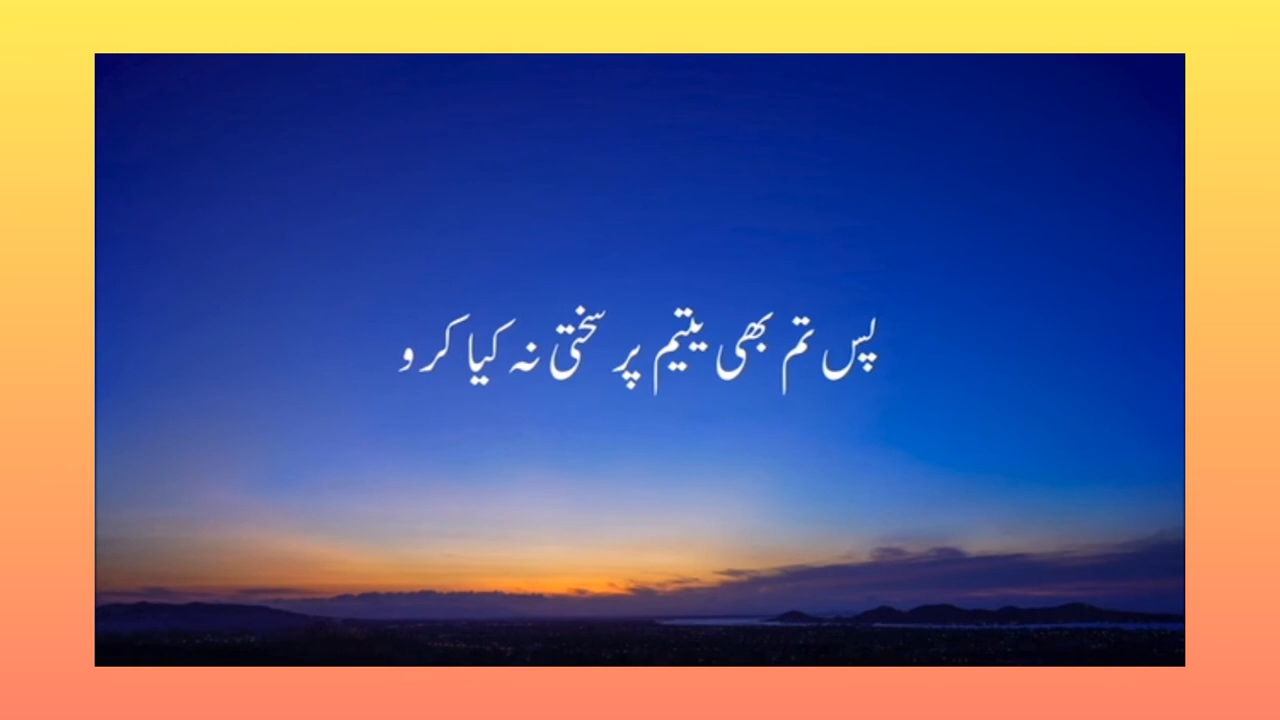 پس تم بھی یتیم پر سختی نہ کیا کرو